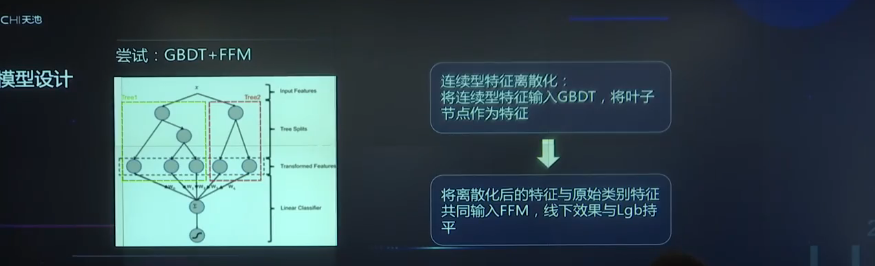 CHI天池
尝试：GBDT+FFM
模型设计
x
Input Features
Tree1
Tree2
Tree Splits
Transformed Features
Linear Classifier
连续型特征离散化：
将连续型特征输入GBDT，将叶子
节点作为特征
将离散化后的特征与原始类别特征
共同输入FFM，线下效果与Lgb持
平